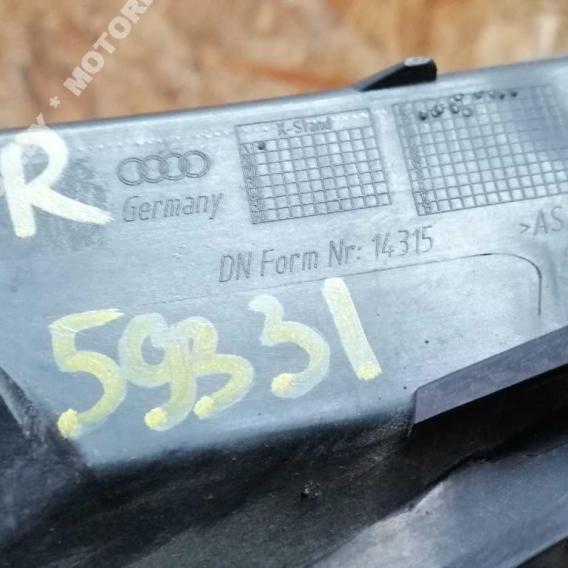 MOTOR
R
Germany
X-Stand
DN Form Nr: 14315
>AS
59331